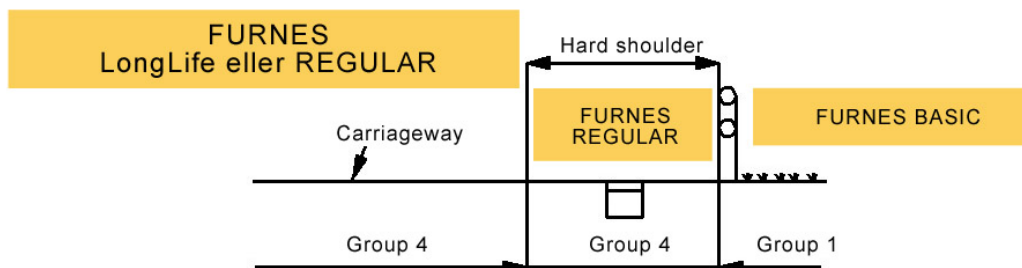 FURNES
LongLife eller REGULAR
Hard shoulder
FURNES
REGULAR
FURNES BASIC
Carriageway
Group 4
Group 4
Group 1